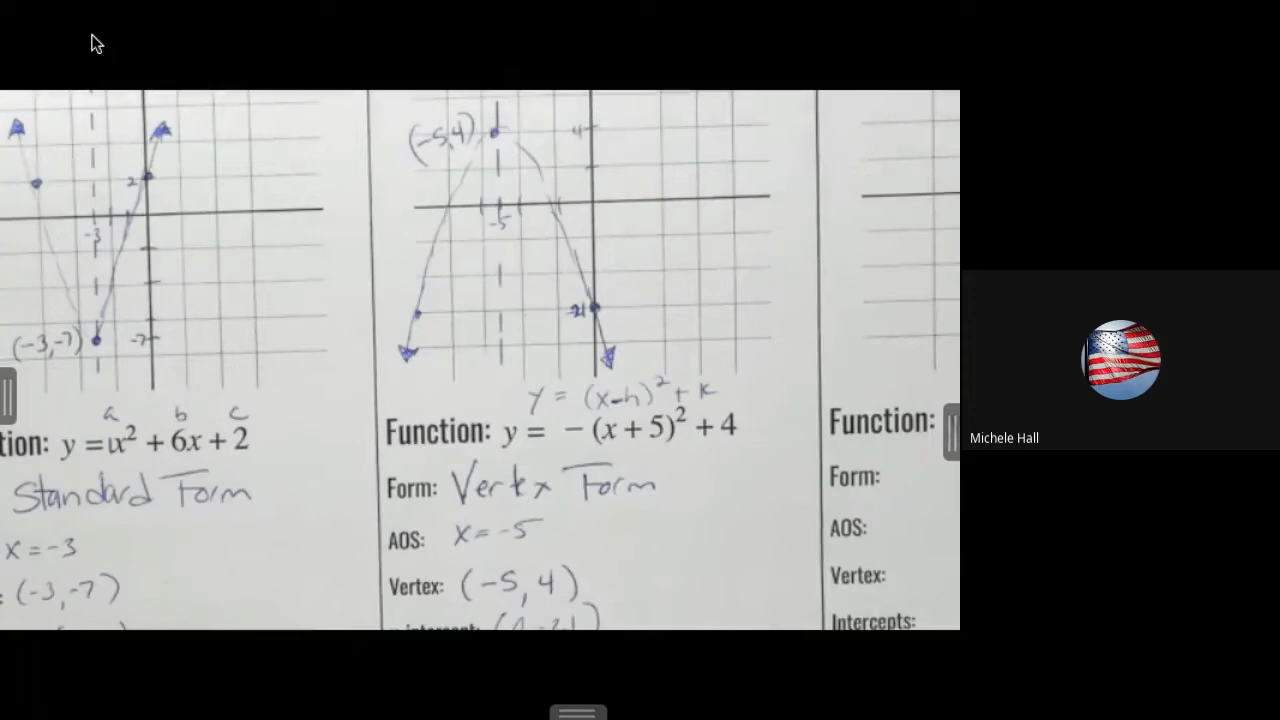 2
-3
(-3,-7)
-7
a b c
tion: y = x² + 6x + 2
Standard Form
x = -3
: (-3,-7)
(-5,4)
4
-5
-21
y = (x-h)² + k
Function: y = - (x + 5)² + 4
Form: Vertex Form
AOS: x = -5
Vertex: (-5, 4)
Function:
Form:
AOS:
Vertex:
Intercepts:
Michele Hall